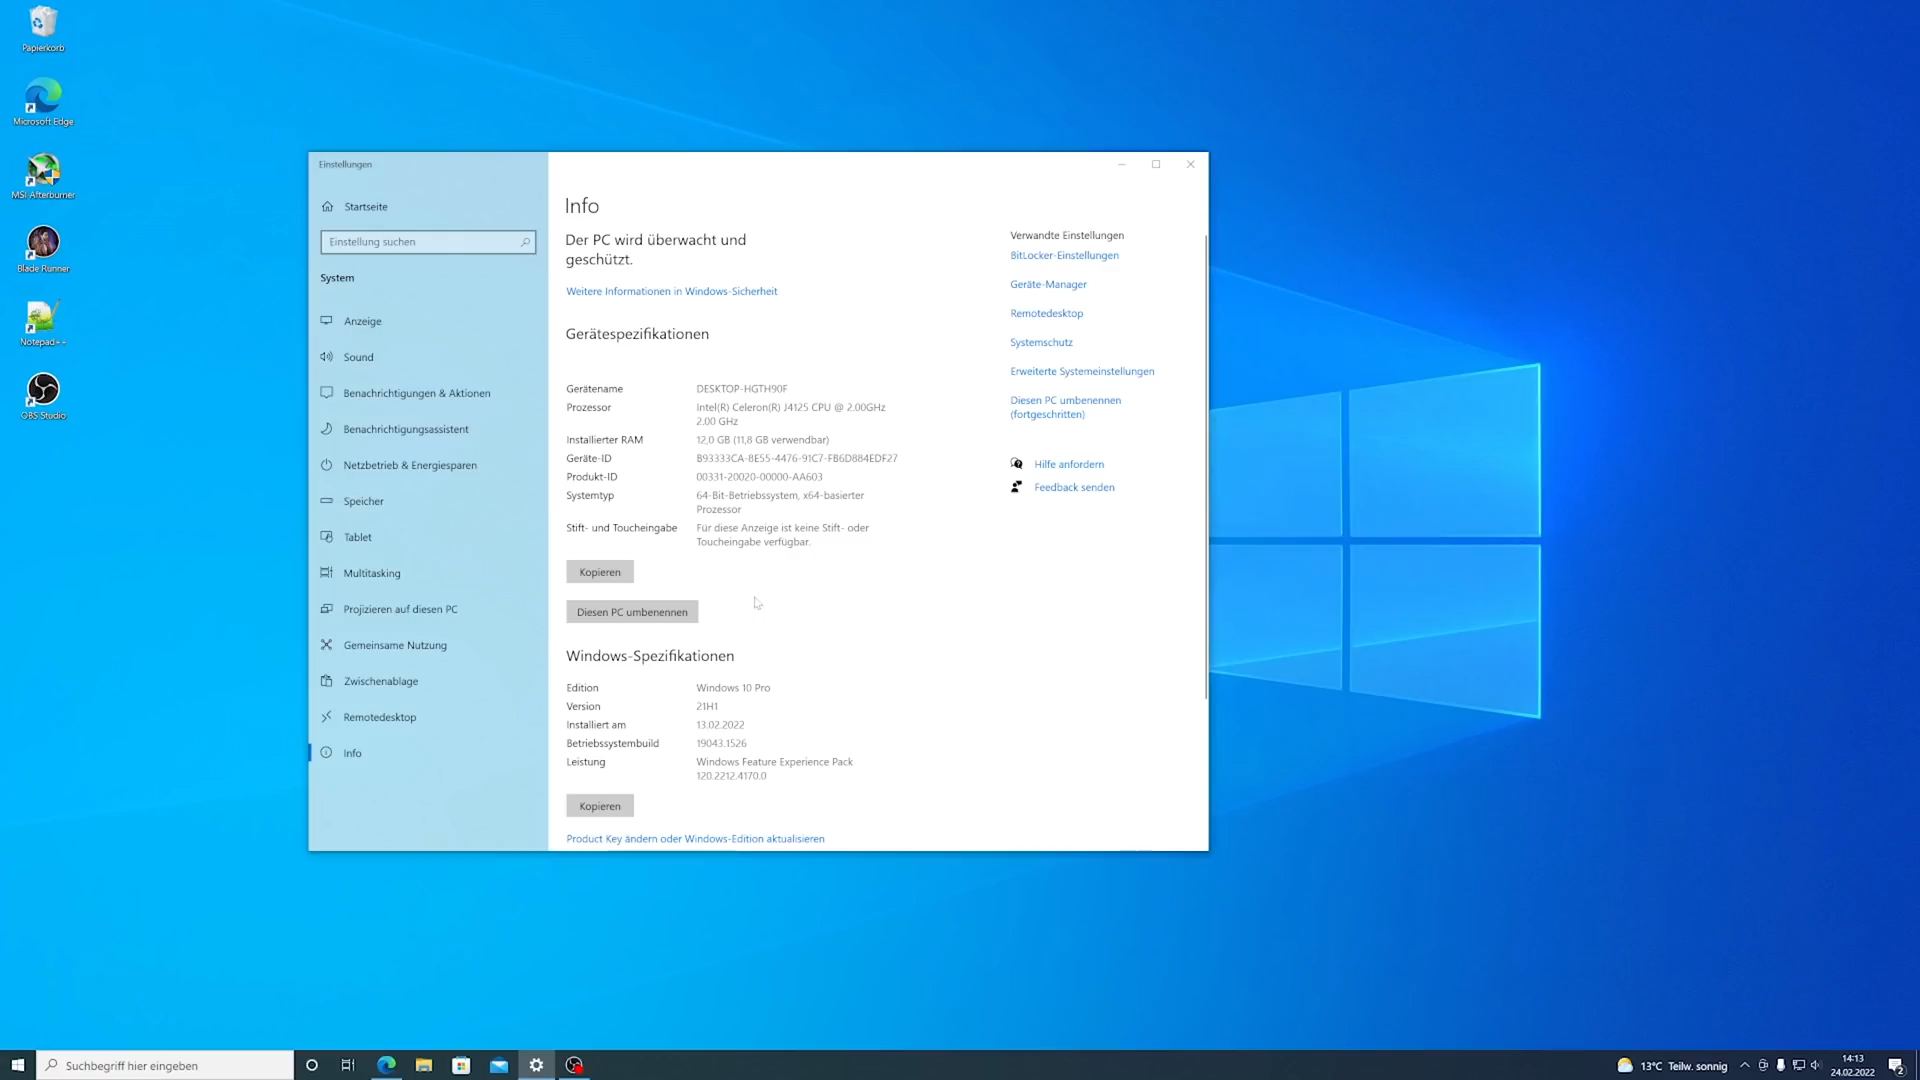 Papierkorb
Microsoft Edge
MSI Afterburner
Blade Runner
Notepad++
OBS Studio
Einstellungen
Startseite
Einstellung suchen
System
Anzeige
Sound
Benachrichtigungen & Aktionen
Benachrichtigungsassistent
Netzbetrieb & Energiesparen
Speicher
Tablet
Multitasking
Projizieren auf diesen PC
Gemeinsame Nutzung
Zwischenablage
Remotedesktop
Info
Info
Der PC wird überwacht und
geschützt.
Weitere Informationen in Windows-Sicherheit
Gerätespezifikationen
Gerätename DESKTOP-HGTH90F
Prozessor Intel(R) Celeron(R) J4125 CPU @ 2.00GHz
2.00 GHz
Installierter RAM 12,0 GB (11,8 GB verwendbar)
Geräte-ID B93333CA-8E55-4476-91C7-FB6D884EDF27
Produkt-ID 00331-20020-00000-AA603
Systemtyp 64-Bit-Betriebssystem, x64-basierter
Prozessor
Stift- und Toucheingabe Für diese Anzeige ist keine Stift- oder
Toucheingabe verfügbar.
Kopieren
Diesen PC umbenennen
Windows-Spezifikationen
Edition Windows 10 Pro
Version 21H1
Installiert am 13.02.2022
Betriebssystembuild 19043.1526
Leistung Windows Feature Experience Pack
120.2212.4170.0
Kopieren
Product Key ändern oder Windows-Edition aktualisieren
Verwandte Einstellungen
BitLocker-Einstellungen
Geräte-Manager
Remotedesktop
Systemschutz
Erweiterte Systemeinstellungen
Diesen PC umbenennen
(fortgeschritten)
Hilfe anfordern
Feedback senden
Suchbegriff hier eingeben
13°C Teilw. sonnig
14:13
24.02.2022
2